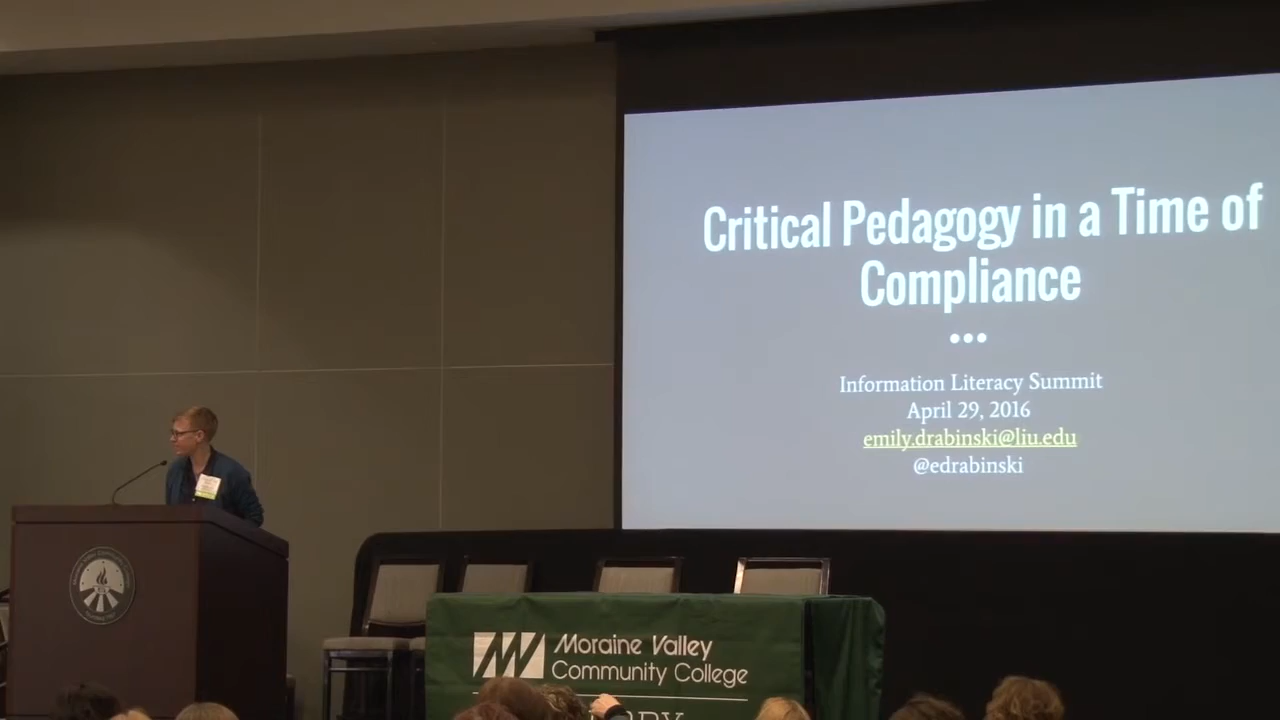 Critical Pedagogy in a Time of
Compliance
Information Literacy Summit
April 29, 2016
emily.drabinski@liu.edu
@edrabinski
Moraine Valley
Community College